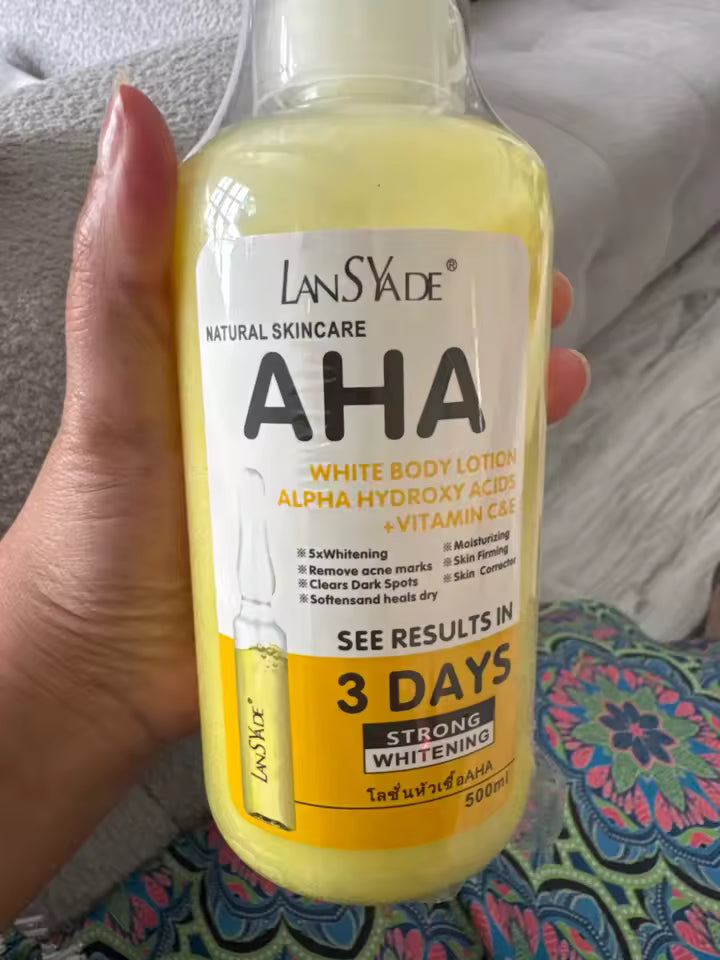 LANSYADE®
NATURAL SKINCARE
AHA
WHITE BODY LOTION
ALPHA HYDROXY ACIDS
+VITAMIN C&E
※5xWhitening
※Remove acne marks
※Clears Dark Spots
※Softensand heals dry
※Moisturizing
※Skin Firming
※Skin Corrector
SEE RESULTS IN
3 DAYS
STRONG
WHITENING
LANSYADE®
โลชั่นหัวเชื้อAHA
500ml